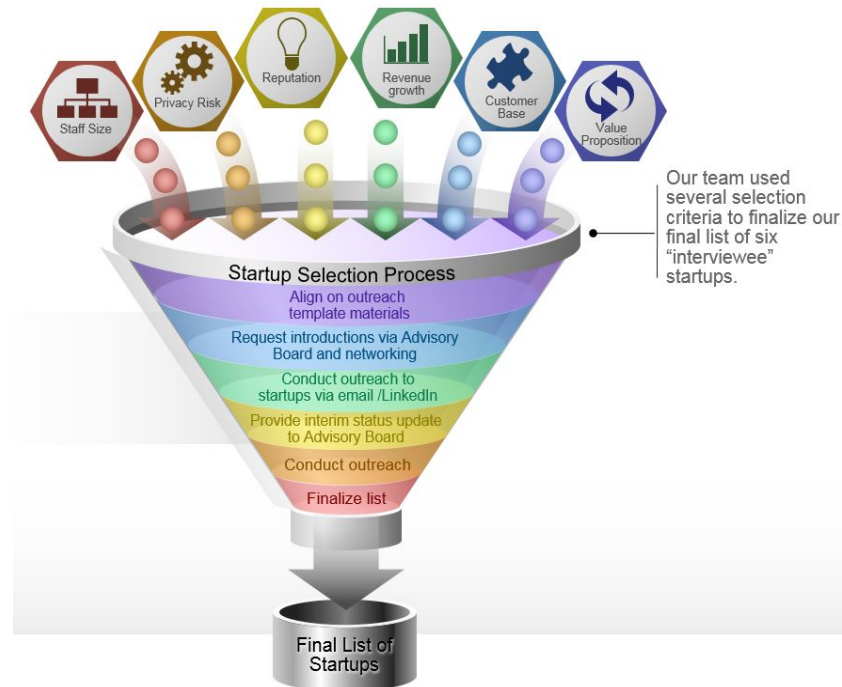 Staff Size
Privacy Risk
Reputation
Revenue
growth
Customer
Base
Value
Proposition
Our team used
several selection
criteria to finalize our
final list of six
“interviewee”
startups.
Startup Selection Process
Align on outreach
template materials
Request introductions via Advisory
Board and networking
Conduct outreach to
startups via email /LinkedIn
Provide interim status update
to Advisory Board
Conduct outreach
Finalize list
Final List of
Startups